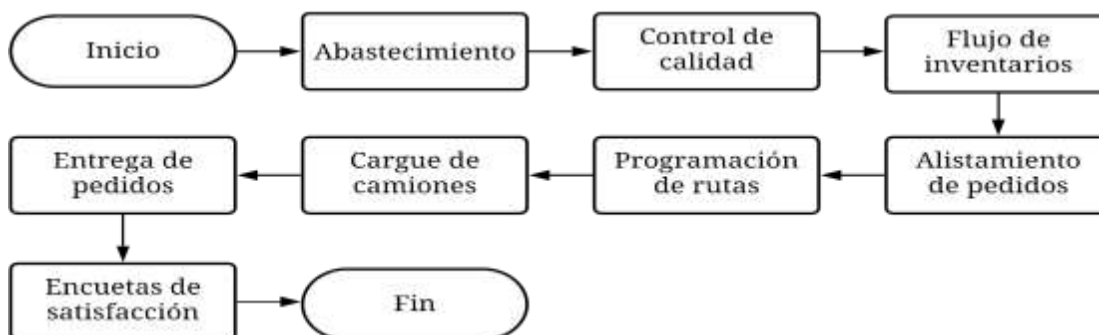 Inicio
Abastecimiento
Control de
calidad
Flujo de
inventarios
Alistamiento
de pedidos
Programación
de rutas
Cargue de
camiones
Entrega de
pedidos
Encuetas de
satisfacción
Fin